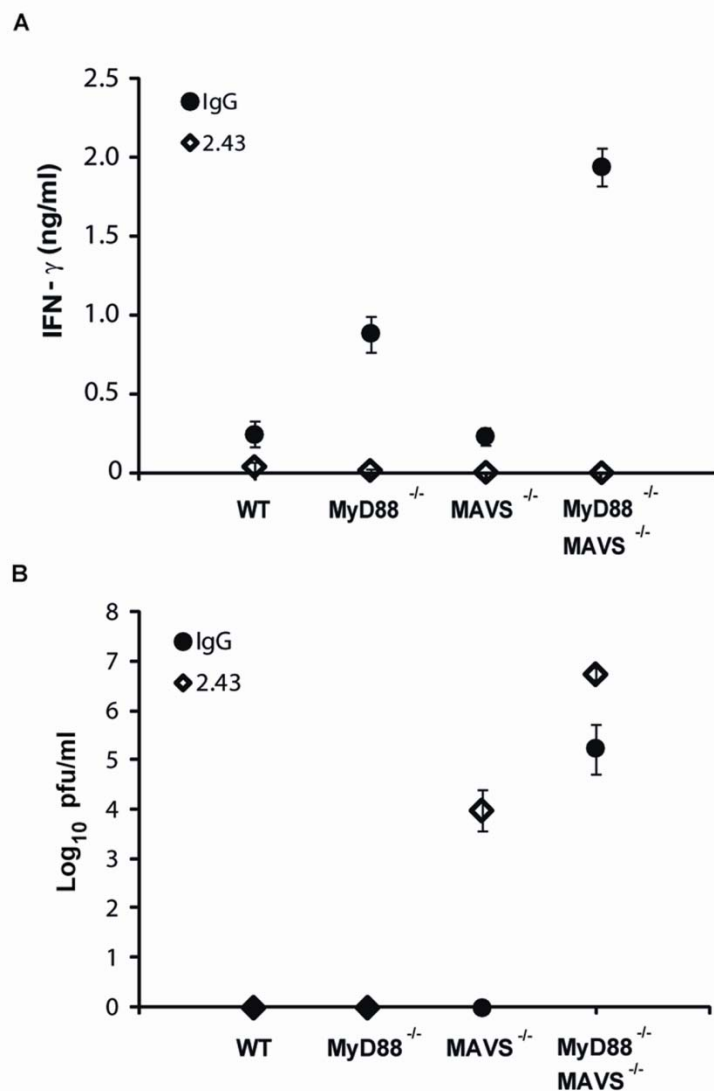 A
IFN- γ (ng/ml)
2.5
2.0
1.5
1.0
0.5
0
IgG
2.43
WT
MyD88 -/-
MAVS -/-
MyD88 -/-
MAVS -/-
B
Log10 pfu/ml
8
7
6
5
4
3
2
1
0
IgG
2.43
WT
MyD88 -/-
MAVS -/-
MyD88 -/-
MAVS -/-